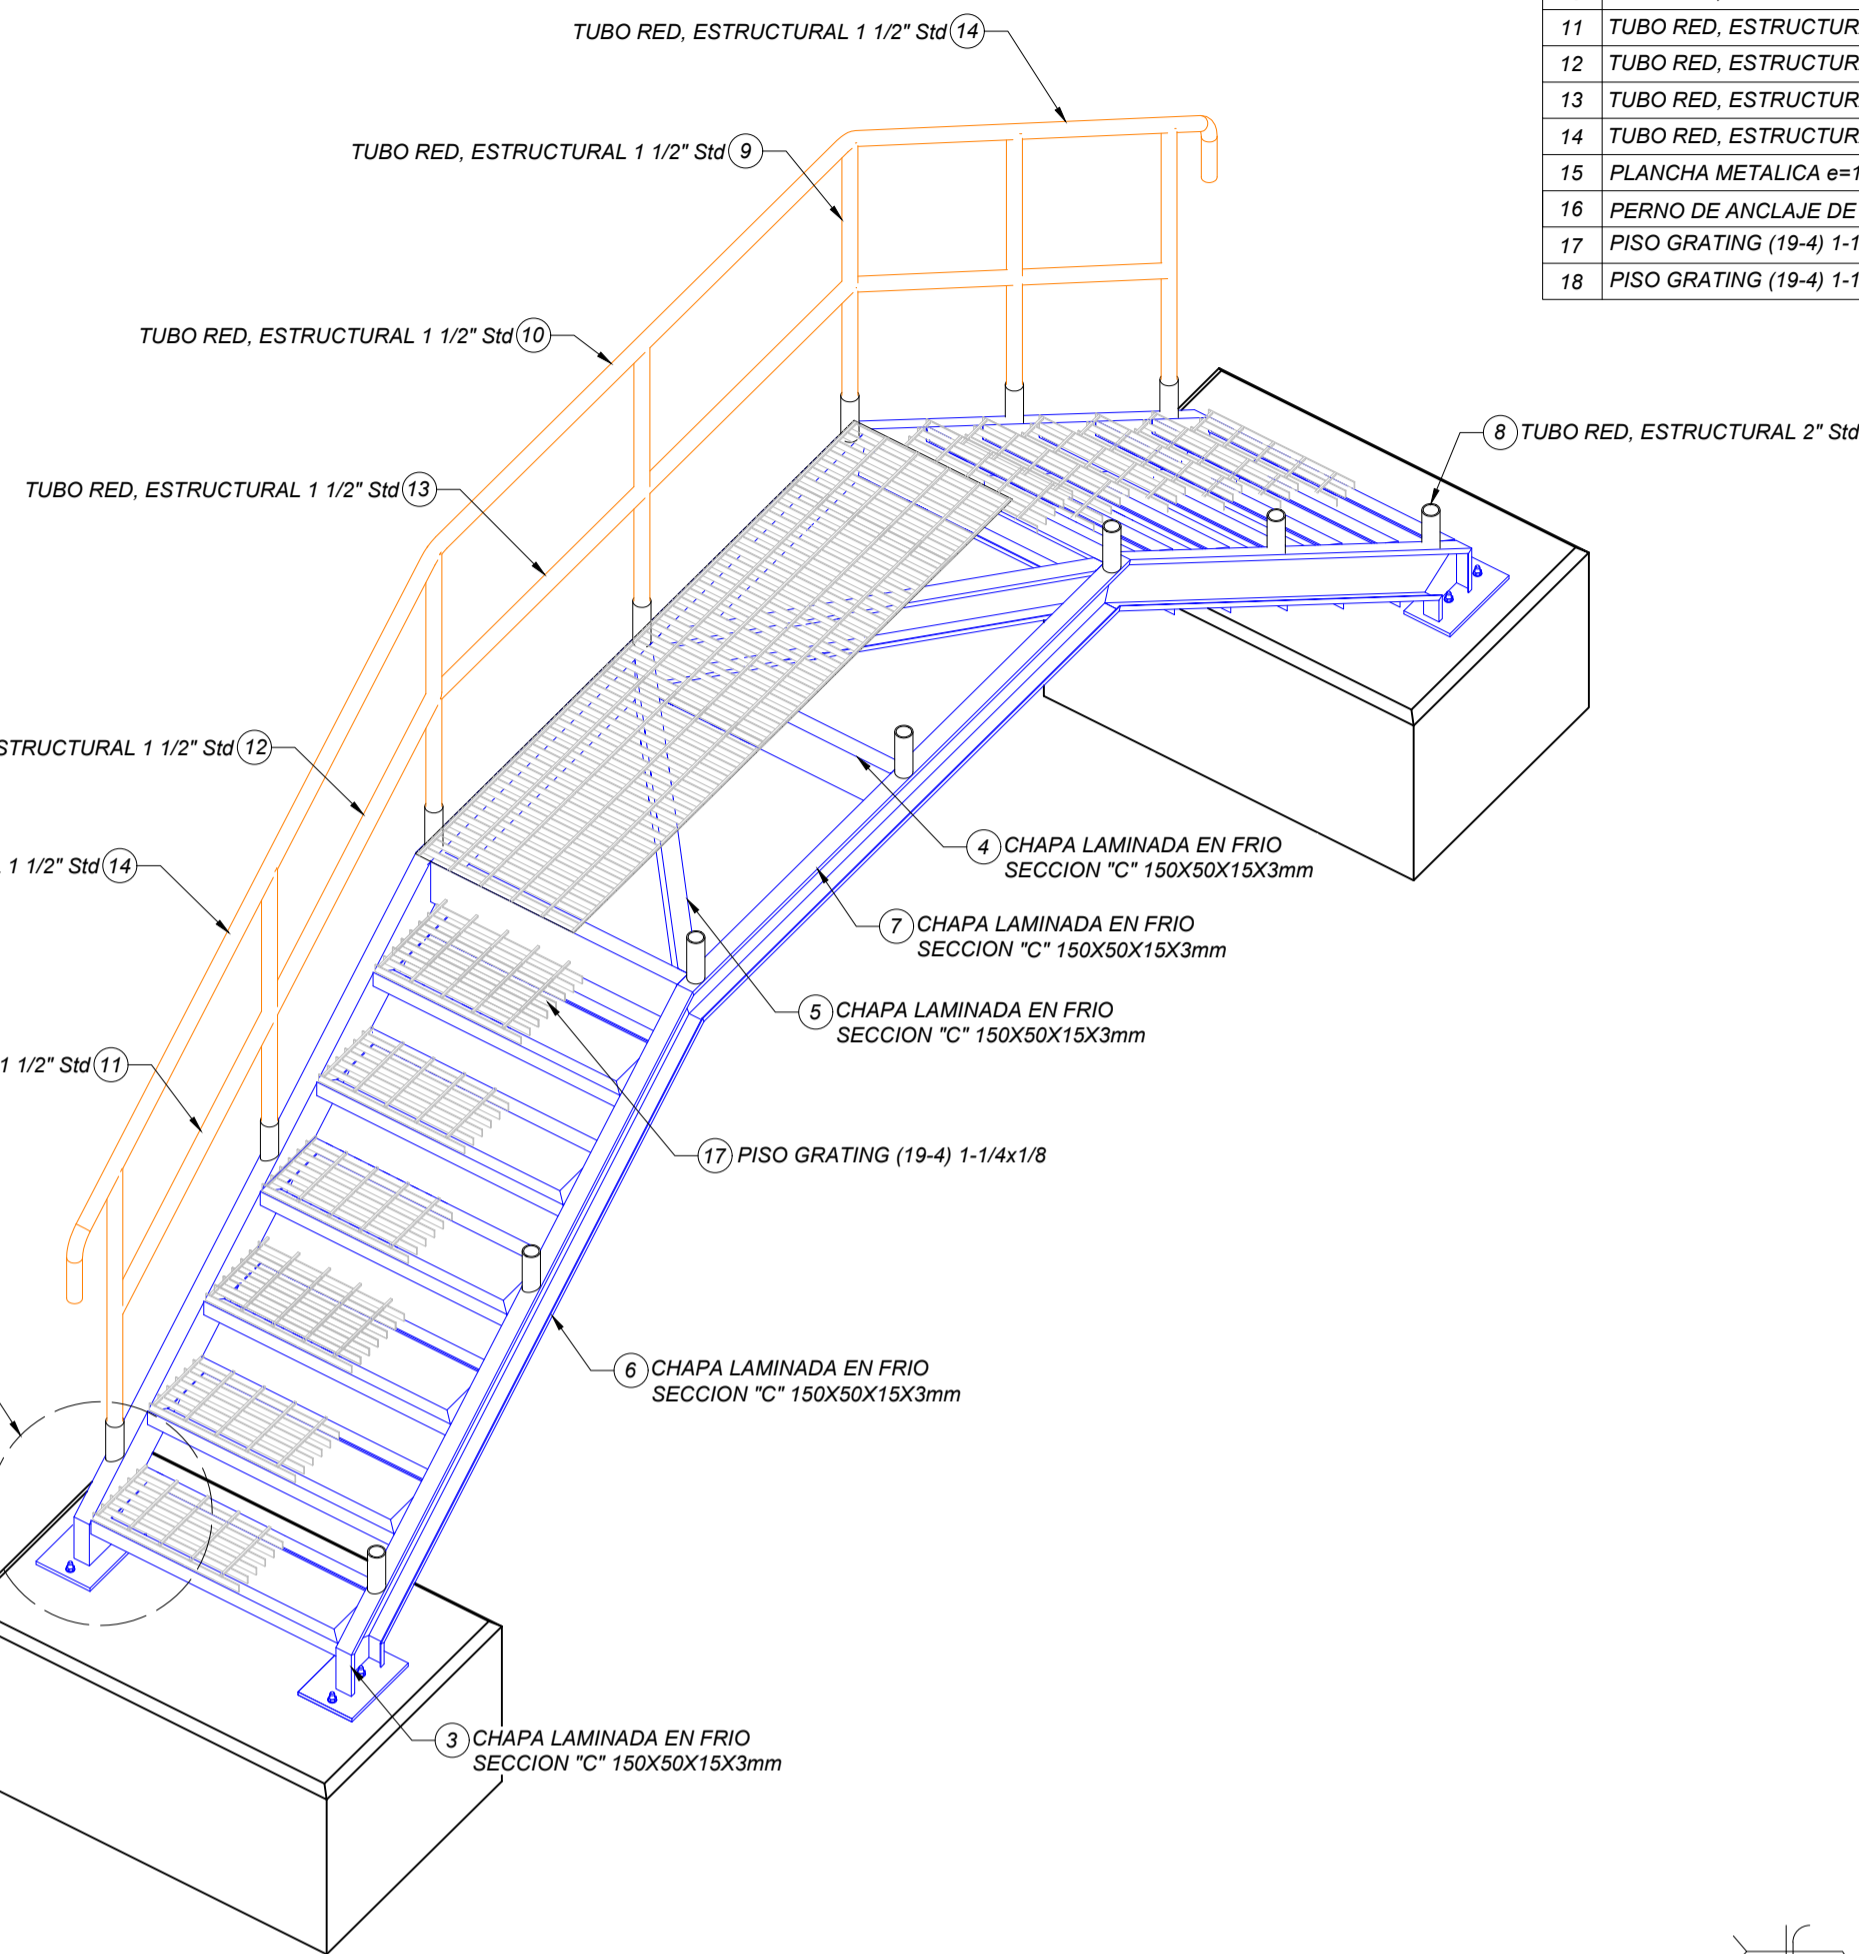 TUBO RED, ESTRUCTURAL 1 1/2" Std 14
11 TUBO RED, ESTRUCTURA
12 TUBO RED, ESTRUCTURA
13 TUBO RED, ESTRUCTURA
14 TUBO RED, ESTRUCTURA
15 PLANCHA METALICA e=1
16 PERNO DE ANCLAJE DE
17 PISO GRATING (19-4) 1-1
18 PISO GRATING (19-4) 1-1
TUBO RED, ESTRUCTURAL 1 1/2" Std 9
TUBO RED, ESTRUCTURAL 1 1/2" Std 10
8 TUBO RED, ESTRUCTURAL 2" Std
TUBO RED, ESTRUCTURAL 1 1/2" Std 13
STRUCTURAL 1 1/2" Std 12
4 CHAPA LAMINADA EN FRIO
SECCION "C" 150X50X15X3mm
L 1 1/2" Std 14
7 CHAPA LAMINADA EN FRIO
SECCION "C" 150X50X15X3mm
5 CHAPA LAMINADA EN FRIO
SECCION "C" 150X50X15X3mm
1 1/2" Std 11
17 PISO GRATING (19-4) 1-1/4x1/8
6 CHAPA LAMINADA EN FRIO
SECCION "C" 150X50X15X3mm
3 CHAPA LAMINADA EN FRIO
SECCION "C" 150X50X15X3mm